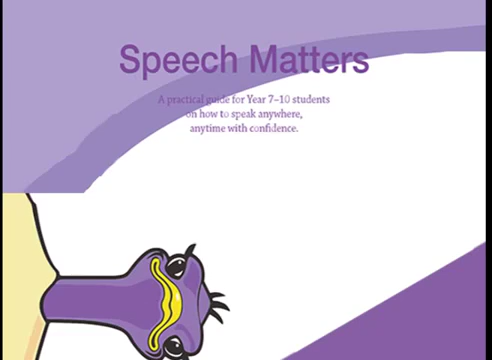 Speech Matters
A practical guide for Year 7–10 students
on how to speak anywhere,
anytime with confidence.